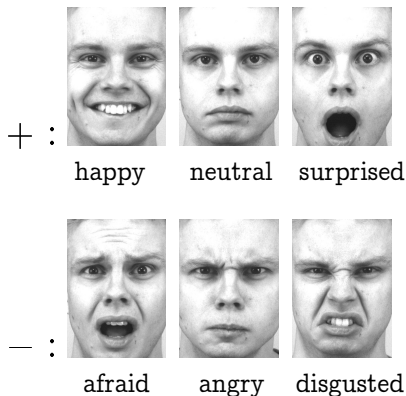 + :
happy neutral surprised
− :
afraid angry disgusted